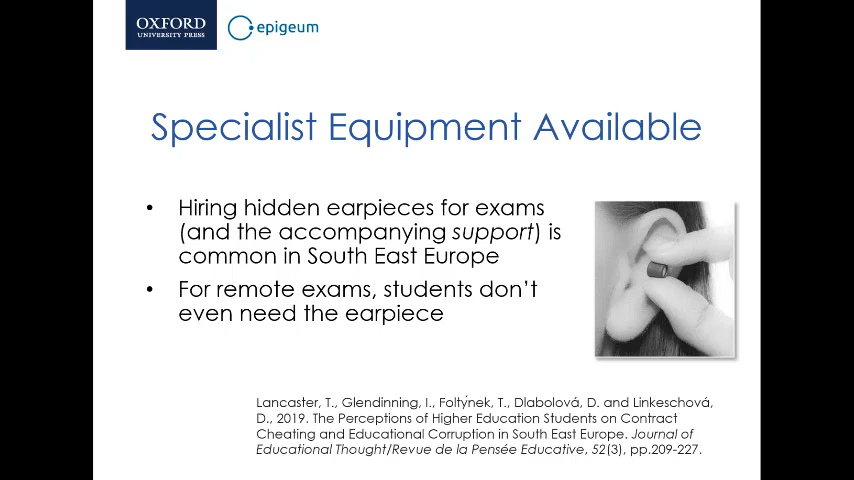 OXFORD
UNIVERSITY PRESS
epigeum
Specialist Equipment Available
• Hiring hidden earpieces for exams
(and the accompanying support) is
common in South East Europe
• For remote exams, students don't
even need the earpiece
Lancaster, T., Glendinning, I., Foltýnek, T., Dlabolová, D. and Linkeschová,
D., 2019. The Perceptions of Higher Education Students on Contract
Cheating and Educational Corruption in South East Europe. Journal of
Educational Thought/Revue de la Pensée Educative, 52(3), pp.209-227.